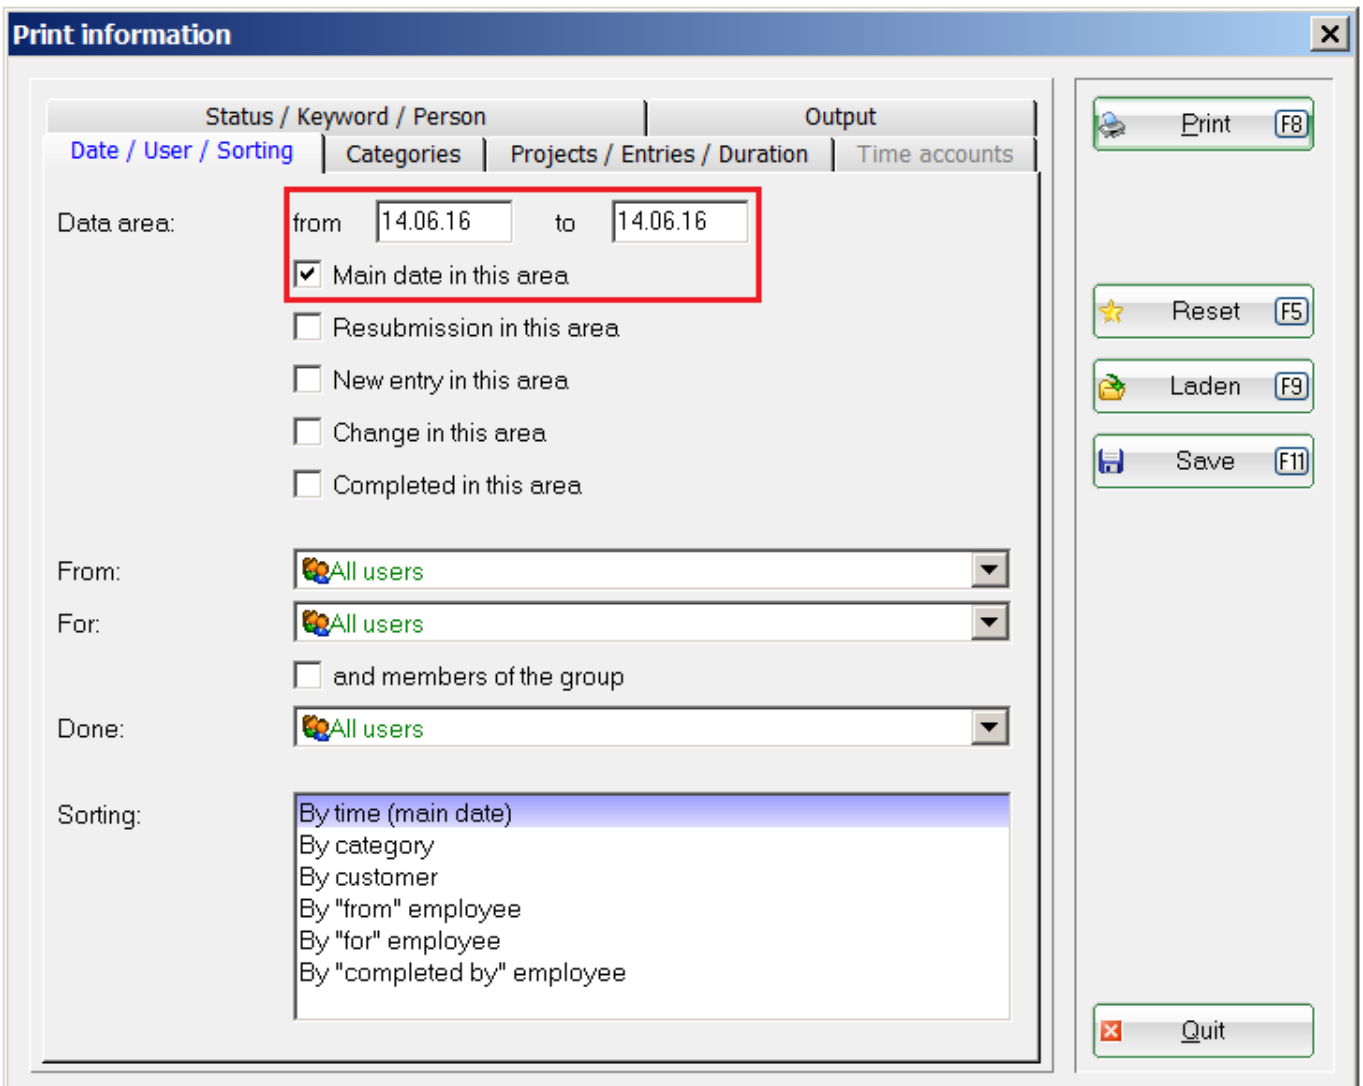 Print information
Status / Keyword / Person Output
Date / User / Sorting Categories Projects / Entries / Duration Time accounts
Data area: from 14.06.16 to 14.06.16
Main date in this area
Resubmission in this area
New entry in this area
Change in this area
Completed in this area
From: All users
For: All users
and members of the group
Done: All users
Sorting: By time (main date)
By category
By customer
By "from" employee
By "for" employee
By "completed by" employee
Print F8
Reset F5
Laden F9
Save F11
Quit